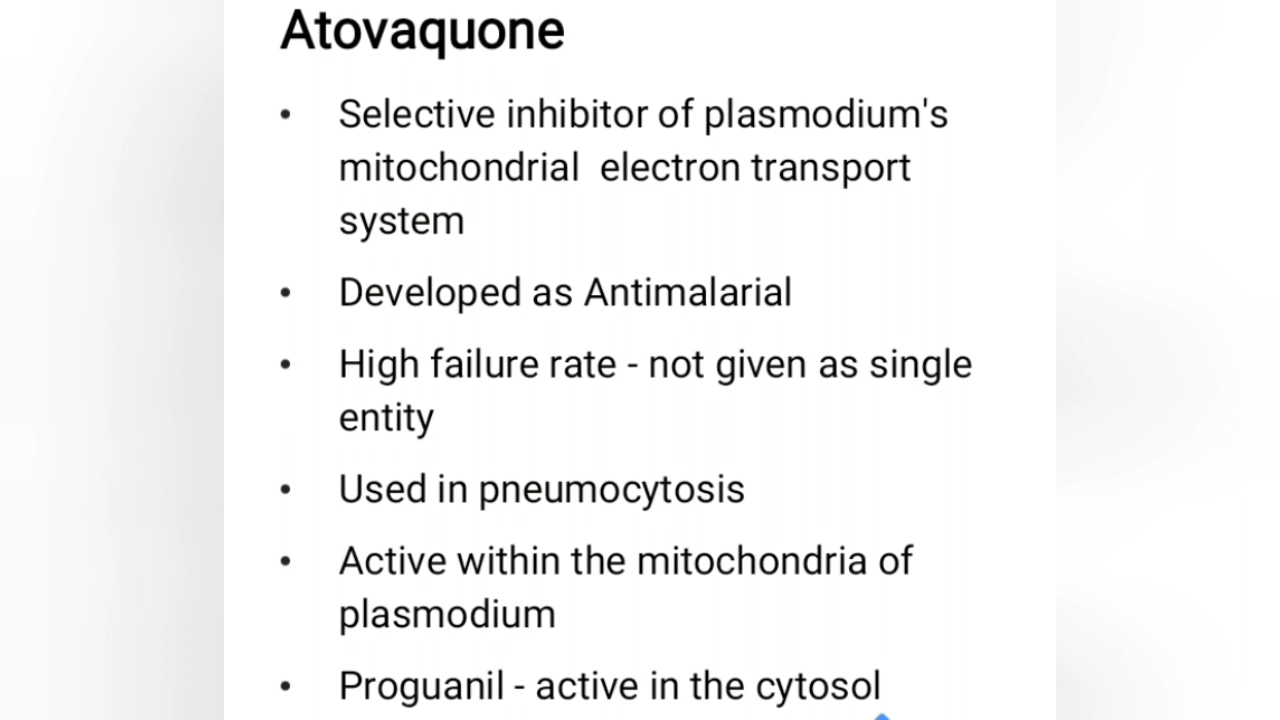 Atovaquone
• Selective inhibitor of plasmodium's
mitochondrial electron transport
system
• Developed as Antimalarial
• High failure rate - not given as single
entity
• Used in pneumocytosis
• Active within the mitochondria of
plasmodium
• Proguanil - active in the cytosol